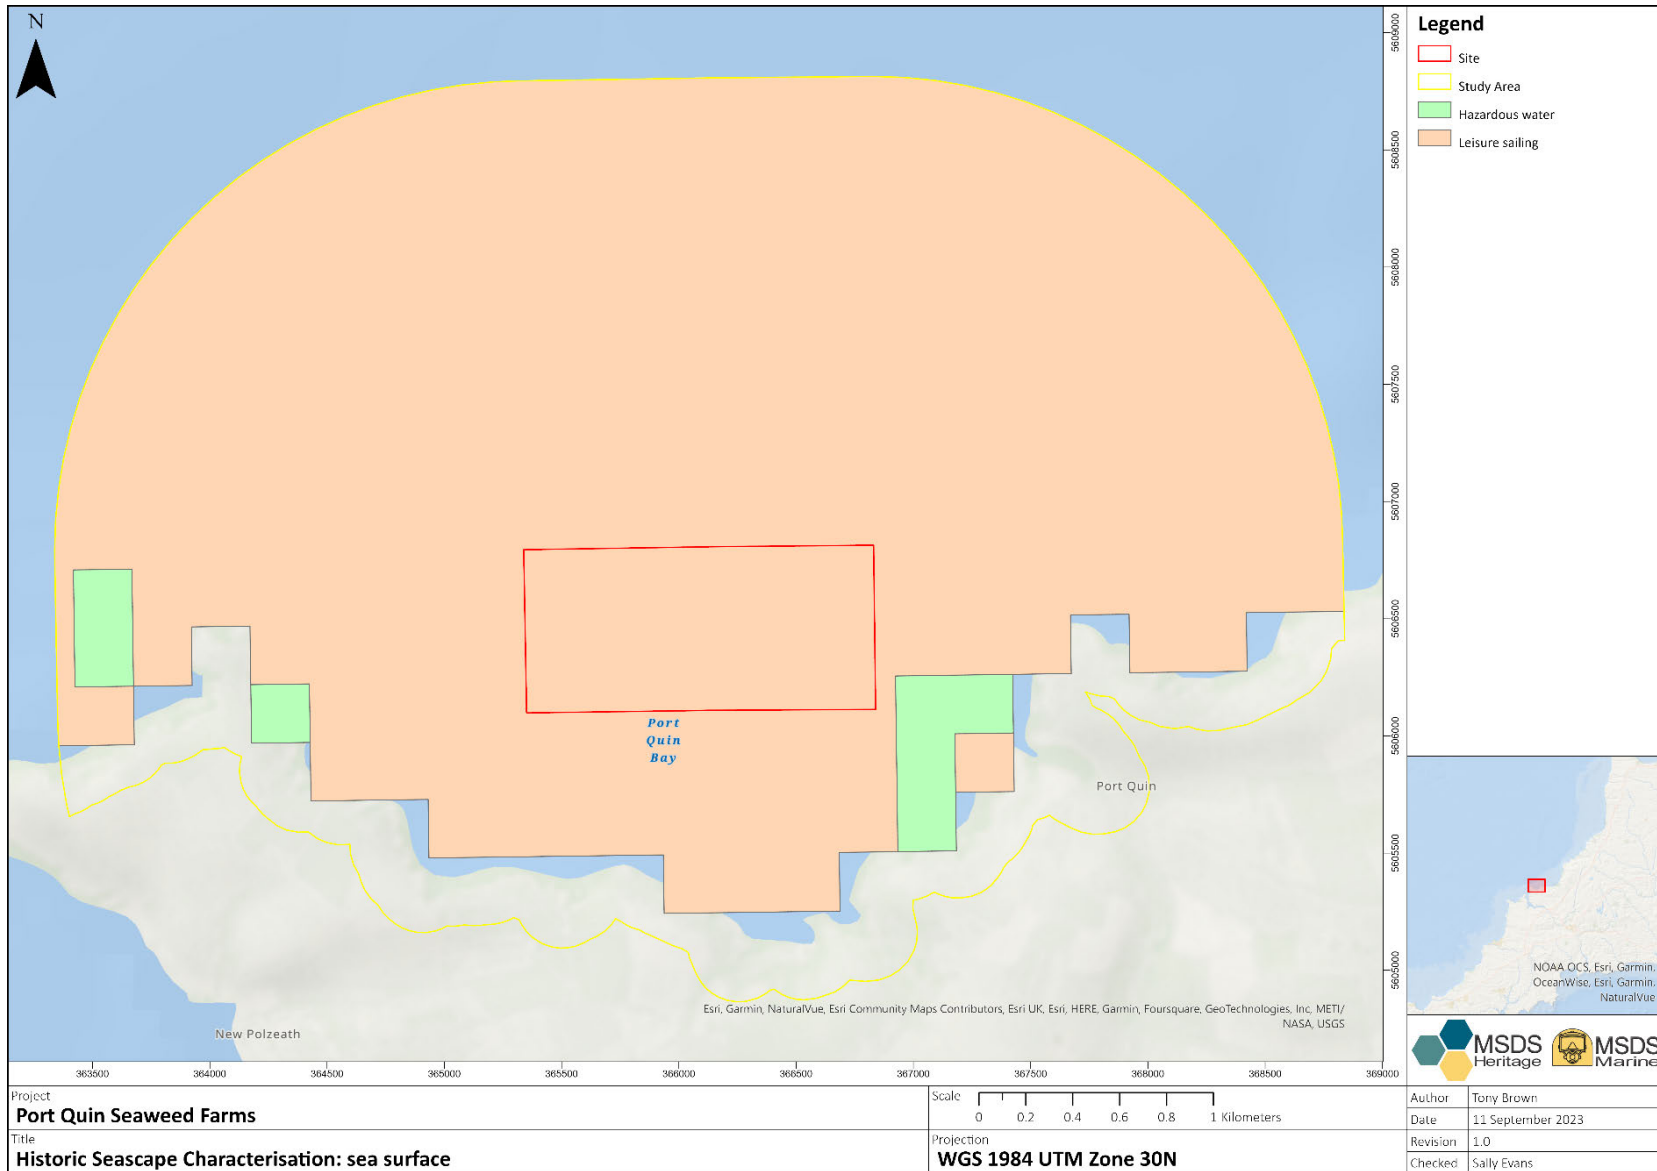 N
Port
Quin
Bay
Port Quin
New Polzeath
Esri, Garmin, NaturalVue, Esri Community Maps Contributors, Esri UK, Esri, HERE, Garmin, Foursquare, GeoTechnologies, Inc, METI/
NASA, USGS
363500 364000 364500 365000 365500 366000 366500 367000 367500 368000 368500 369000
5609000
5608500
5608000
5607500
5607000
5606500
5606000
5605500
5605000
Legend
Site
Study Area
Hazardous water
Leisure sailing
NOAA OCS, Esri, Garmin,
OceanWise, Esri, Garmin,
NaturalVue
MSDS
Heritage
MSDS
Marine
Project
Port Quin Seaweed Farms
Title
Historic Seascape Characterisation: sea surface
Scale
0 0.2 0.4 0.6 0.8 1 Kilometers
Projection
WGS 1984 UTM Zone 30N
Author Tony Brown
Date 11 September 2023
Revision 1.0
Checked Sally Evans